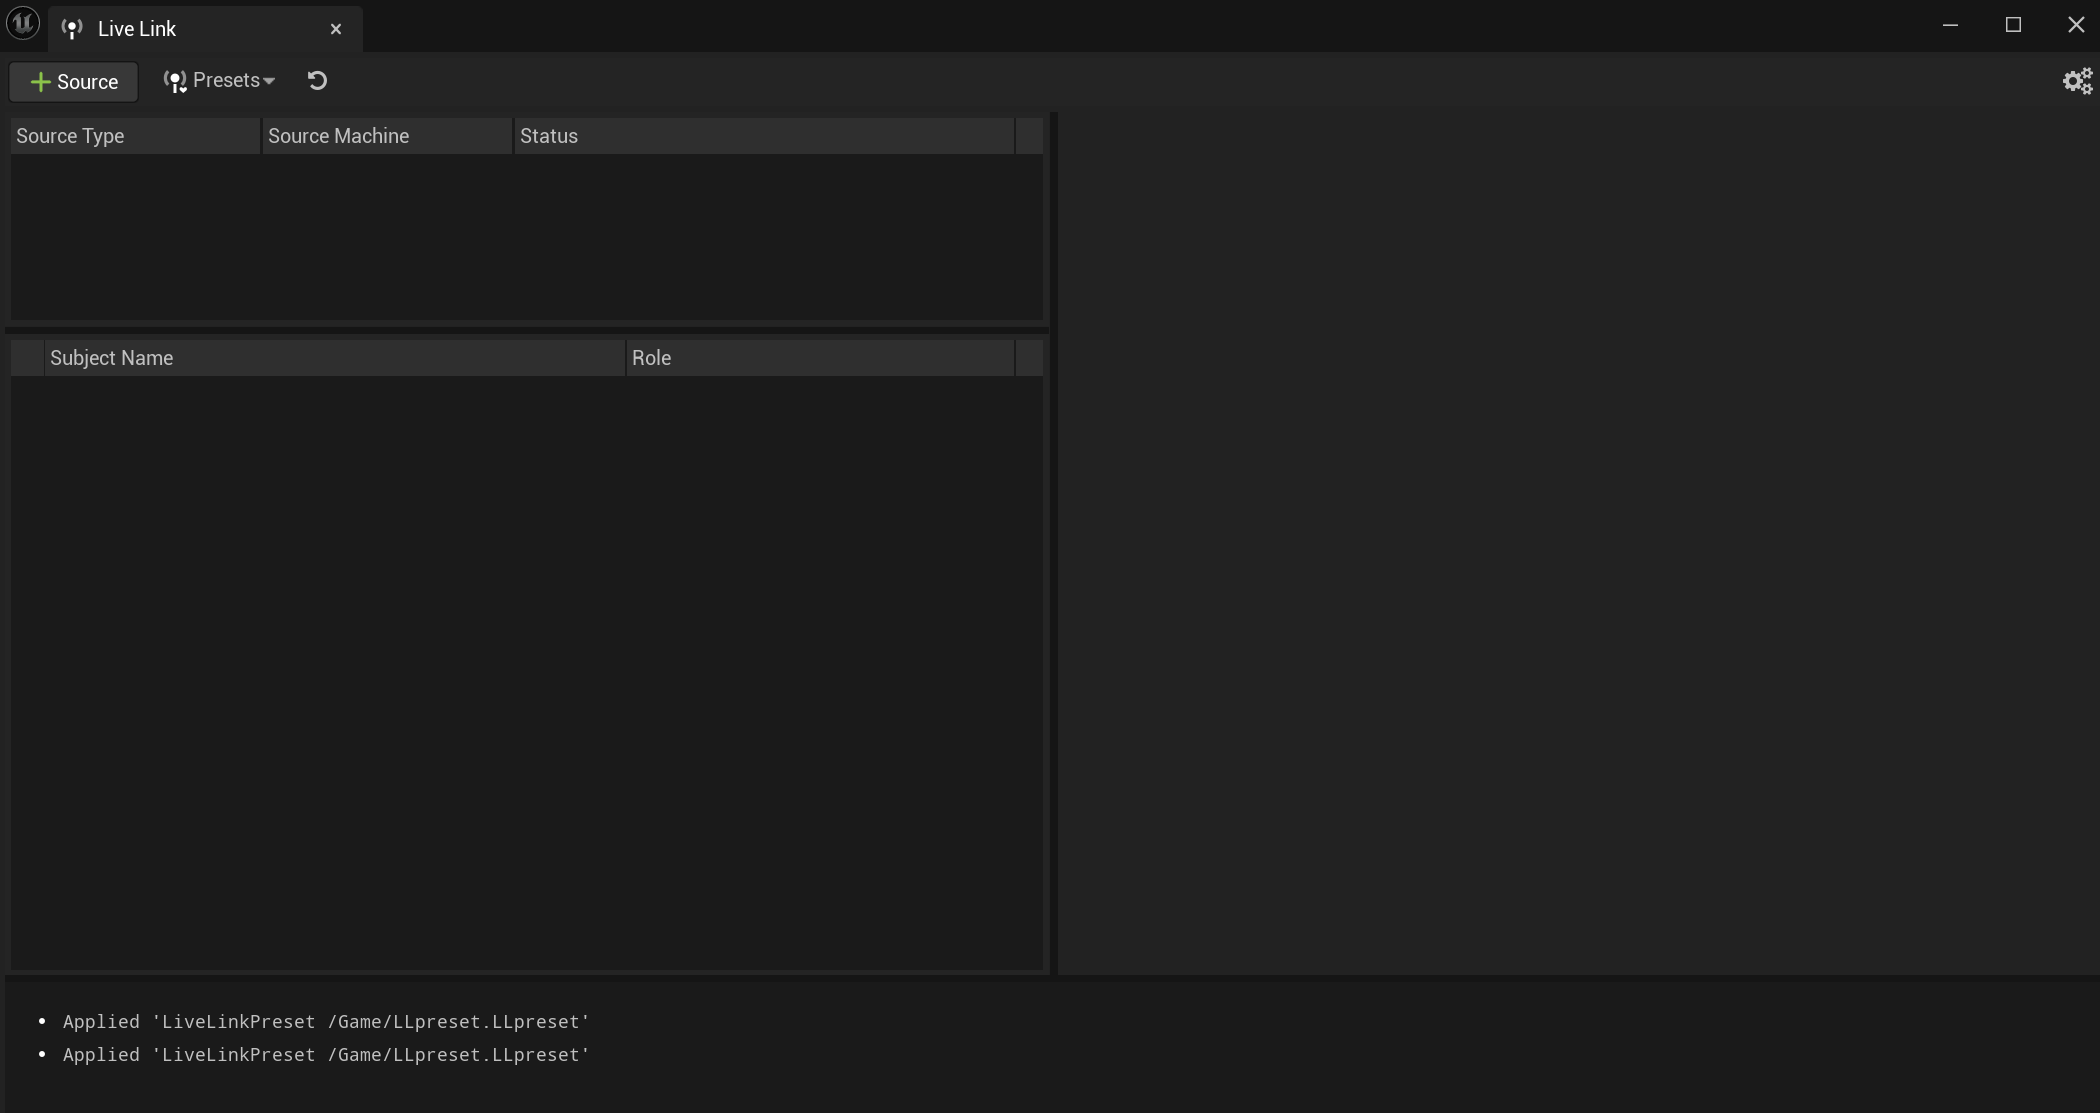 Live Link
Source
Presets
Source Type
Source Machine
Status
Subject Name
Role
• Applied 'LiveLinkPreset /Game/LLpreset.LLpreset'
• Applied 'LiveLinkPreset /Game/LLpreset.LLpreset'